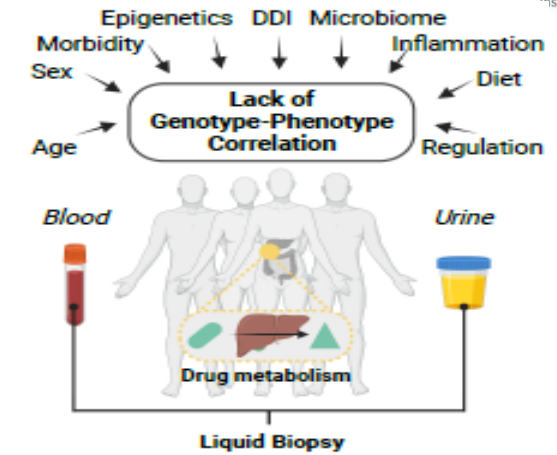 Epigenetics DDI Microbiome
Morbidity Inflammation
Sex Diet
Lack of
Genotype-Phenotype
Correlation
Age Regulation
Blood Urine
Drug metabolism
Liquid Biopsy